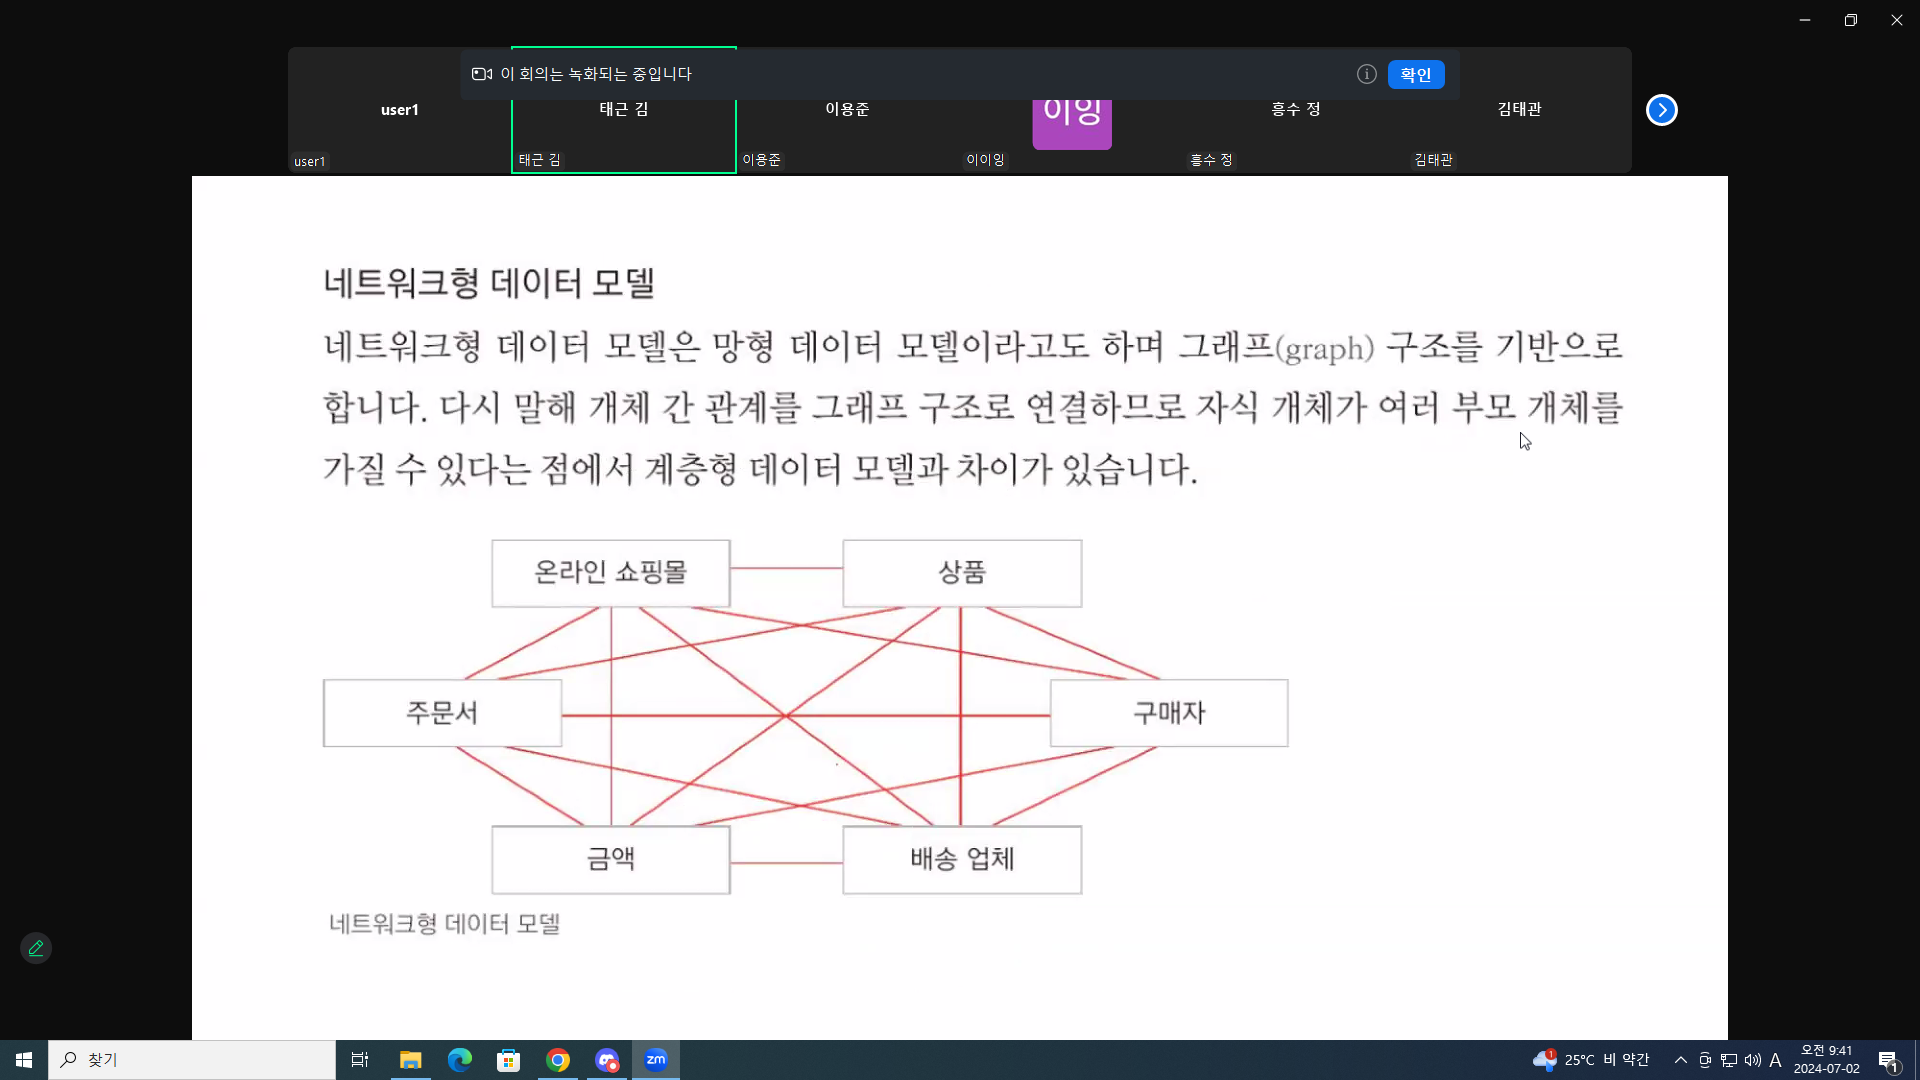 이 회의는 녹화되는 중입니다
확인
user1
태근 김
이용준
이잉
흥수 정
김태관
user1
태근 김
이용준
이이잉
흥수 정
김태관
네트워크형 데이터 모델
네트워크형 데이터 모델은 망형 데이터 모델이라고도 하며 그래프(graph) 구조를 기반으로
합니다. 다시 말해 개체 간 관계를 그래프 구조로 연결하므로 자식 개체가 여러 부모 개체를
가질 수 있다는 점에서 계층형 데이터 모델과 차이가 있습니다.
온라인 쇼핑몰
상품
주문서
구매자
금액
배송 업체
네트워크형 데이터 모델
찾기
zm
1
25°C 비 약간
A
오전 9:41
2024-07-02
1